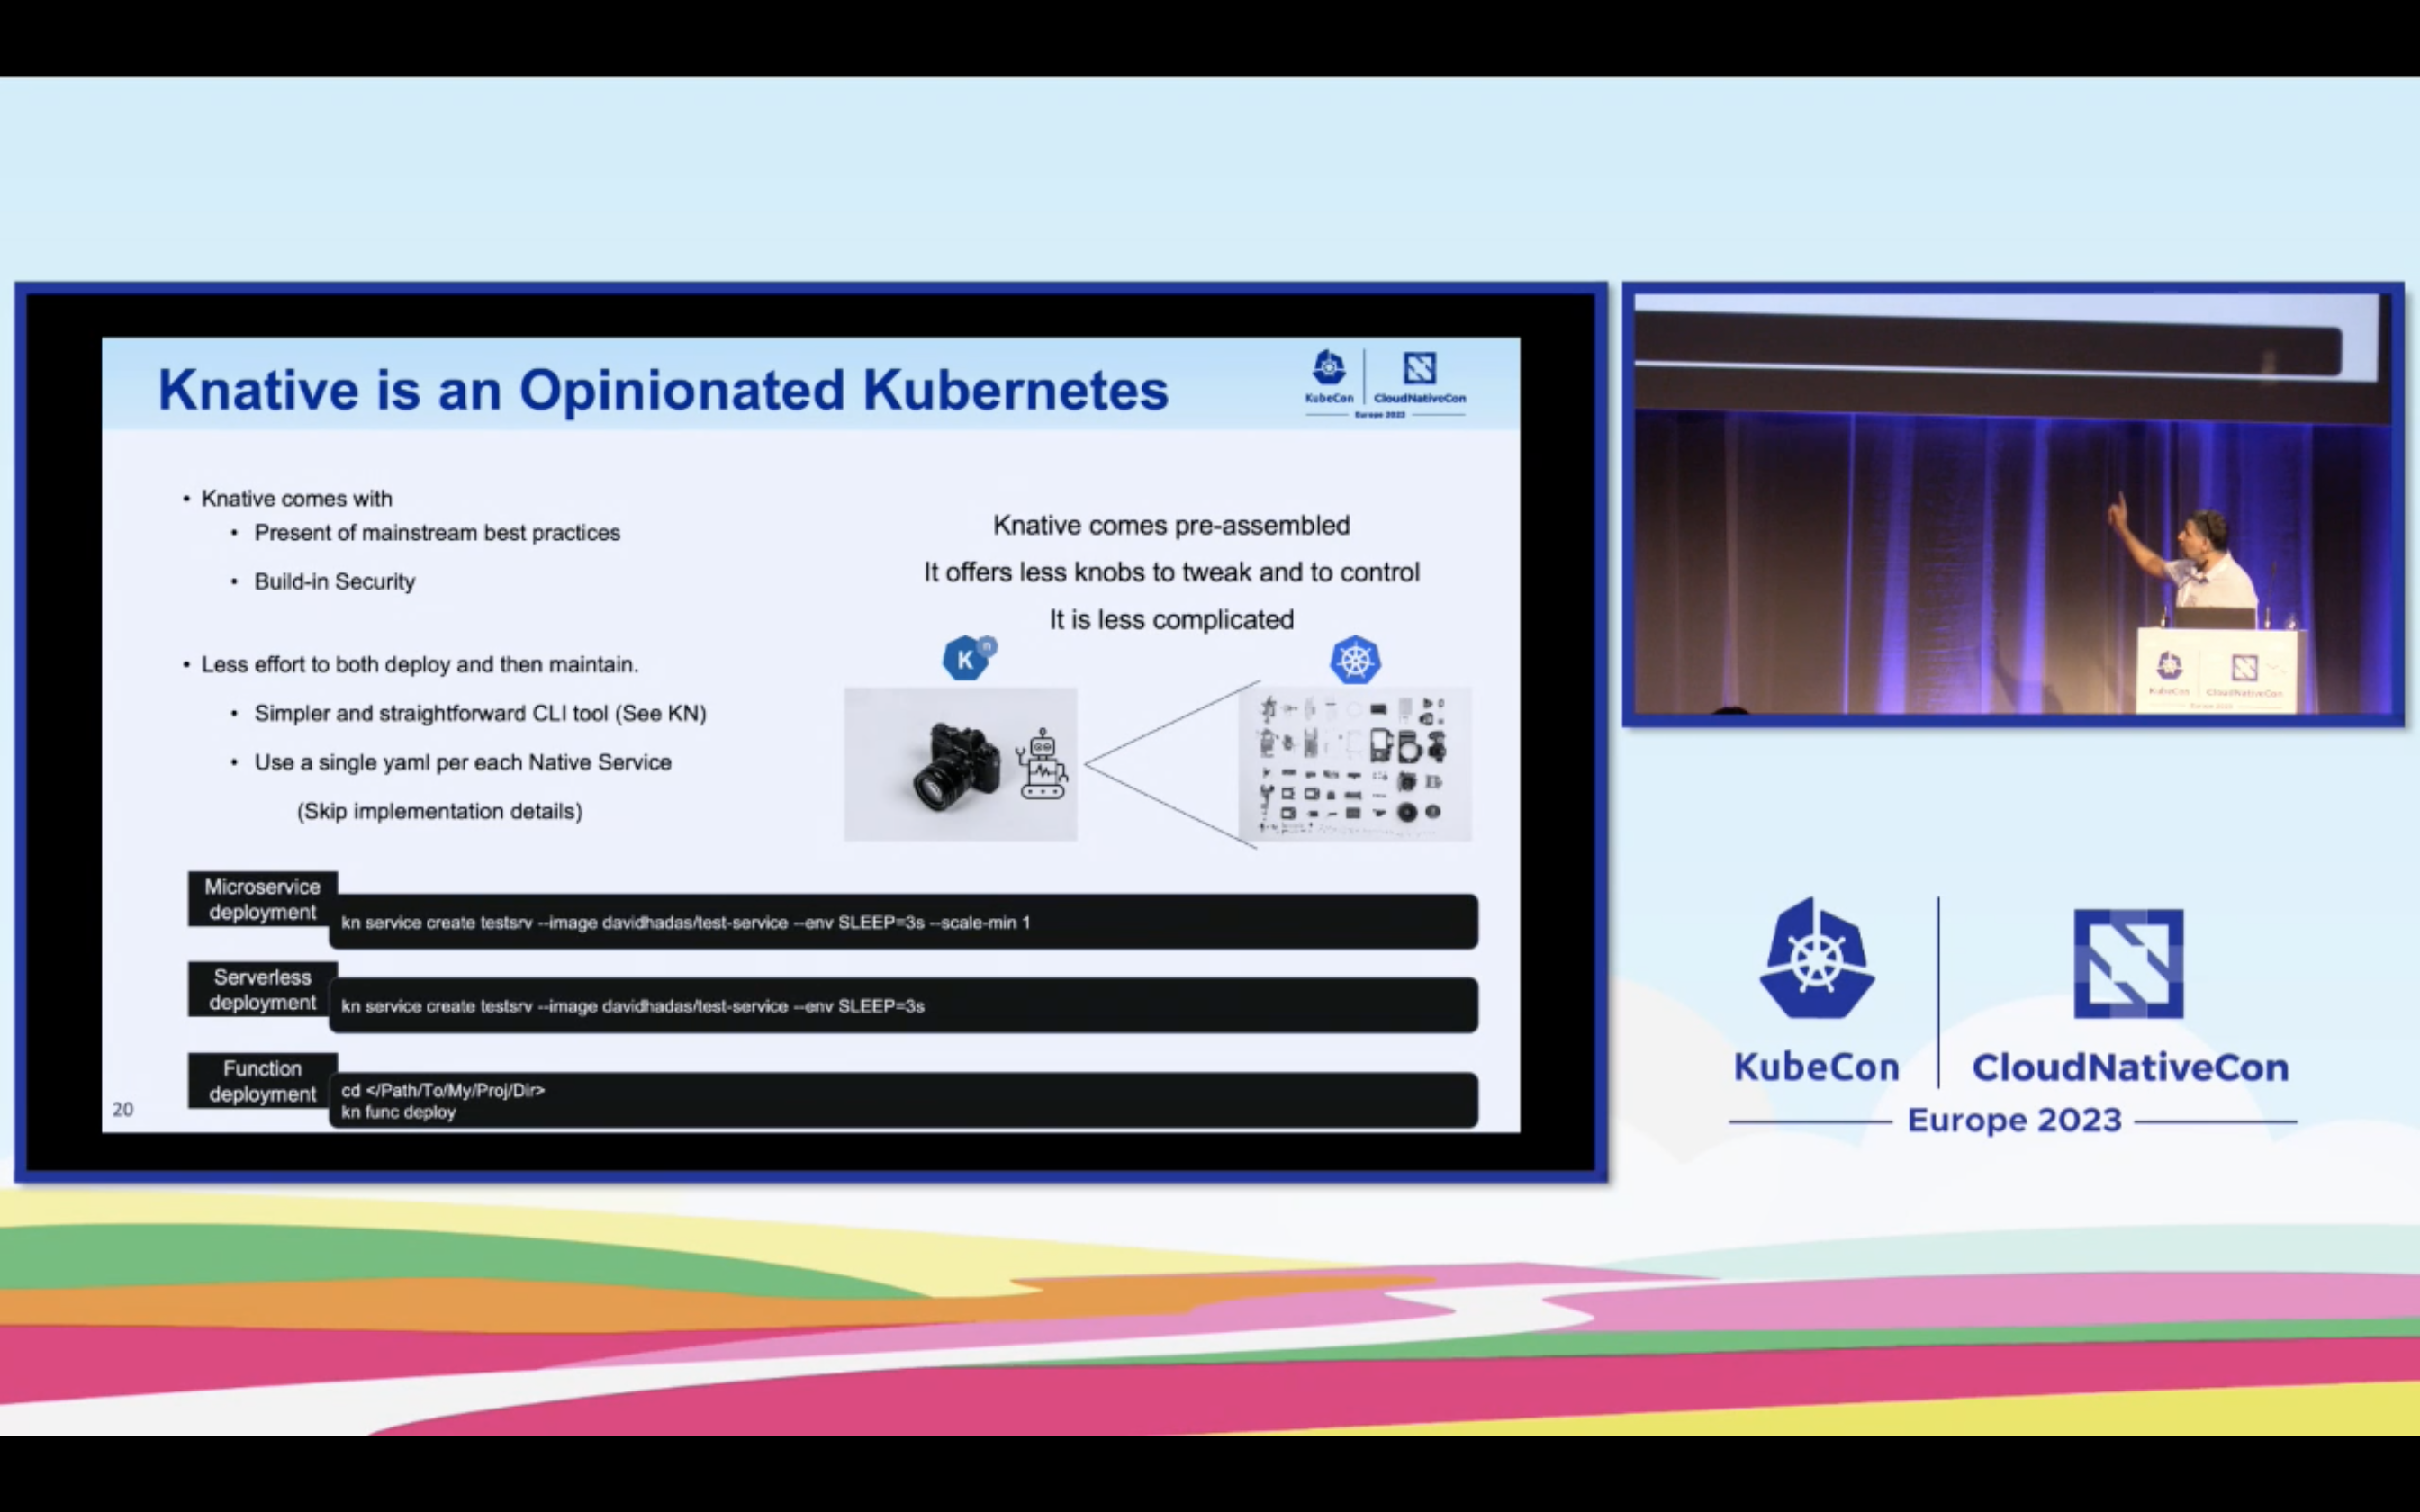 Knative is an Opinionated Kubernetes
KubeCon
CloudNativeCon
Europe 2023
• Knative comes with
• Present of mainstream best practices
• Build-in Security
• Less effort to both deploy and then maintain.
• Simpler and straightforward CLI tool (See KN)
• Use a single yaml per each Native Service
(Skip implementation details)
Knative comes pre-assembled
It offers less knobs to tweak and to control
It is less complicated
K n
Microservice
deployment
kn service create testsrv --image davidhadas/test-service --env SLEEP=3s --scale-min 1
Serverless
deployment
kn service create testsrv --image davidhadas/test-service --env SLEEP=3s
Function
deployment
cd </Path/To/My/Proj/Dir>
kn func deploy
20
KubeCon
CloudNativeCon
KubeCon
CloudNativeCon
Europe 2023